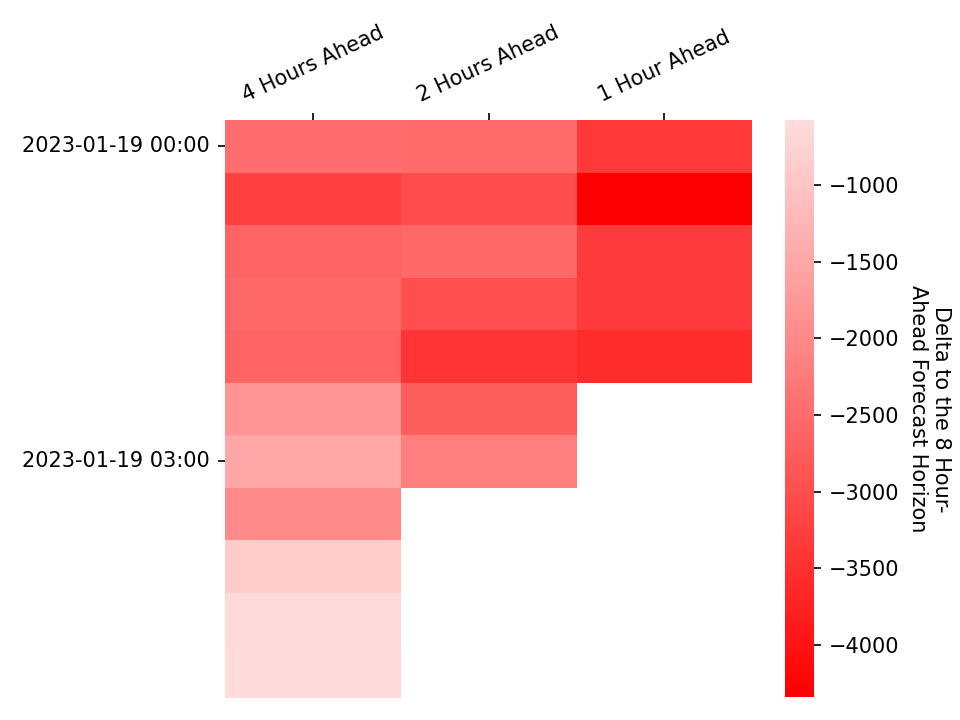 4 Hours Ahead
2 Hours Ahead
1 Hour Ahead
2023-01-19 00:00
2023-01-19 03:00
−1000
−1500
−2000
−2500
−3000
−3500
−4000
Delta to the 8 Hour-
Ahead Forecast Horizon